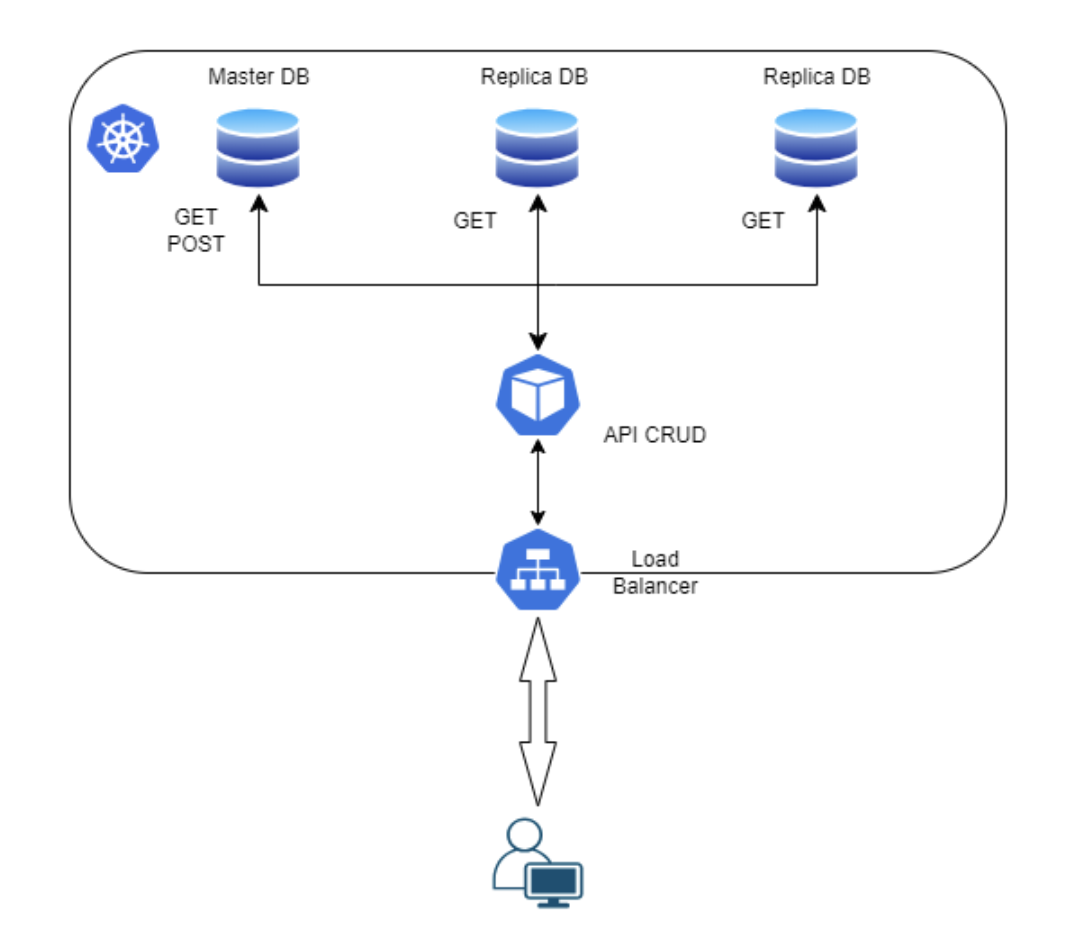 Master DB
Replica DB
Replica DB
GET
POST
GET
GET
API CRUD
Load
Balancer